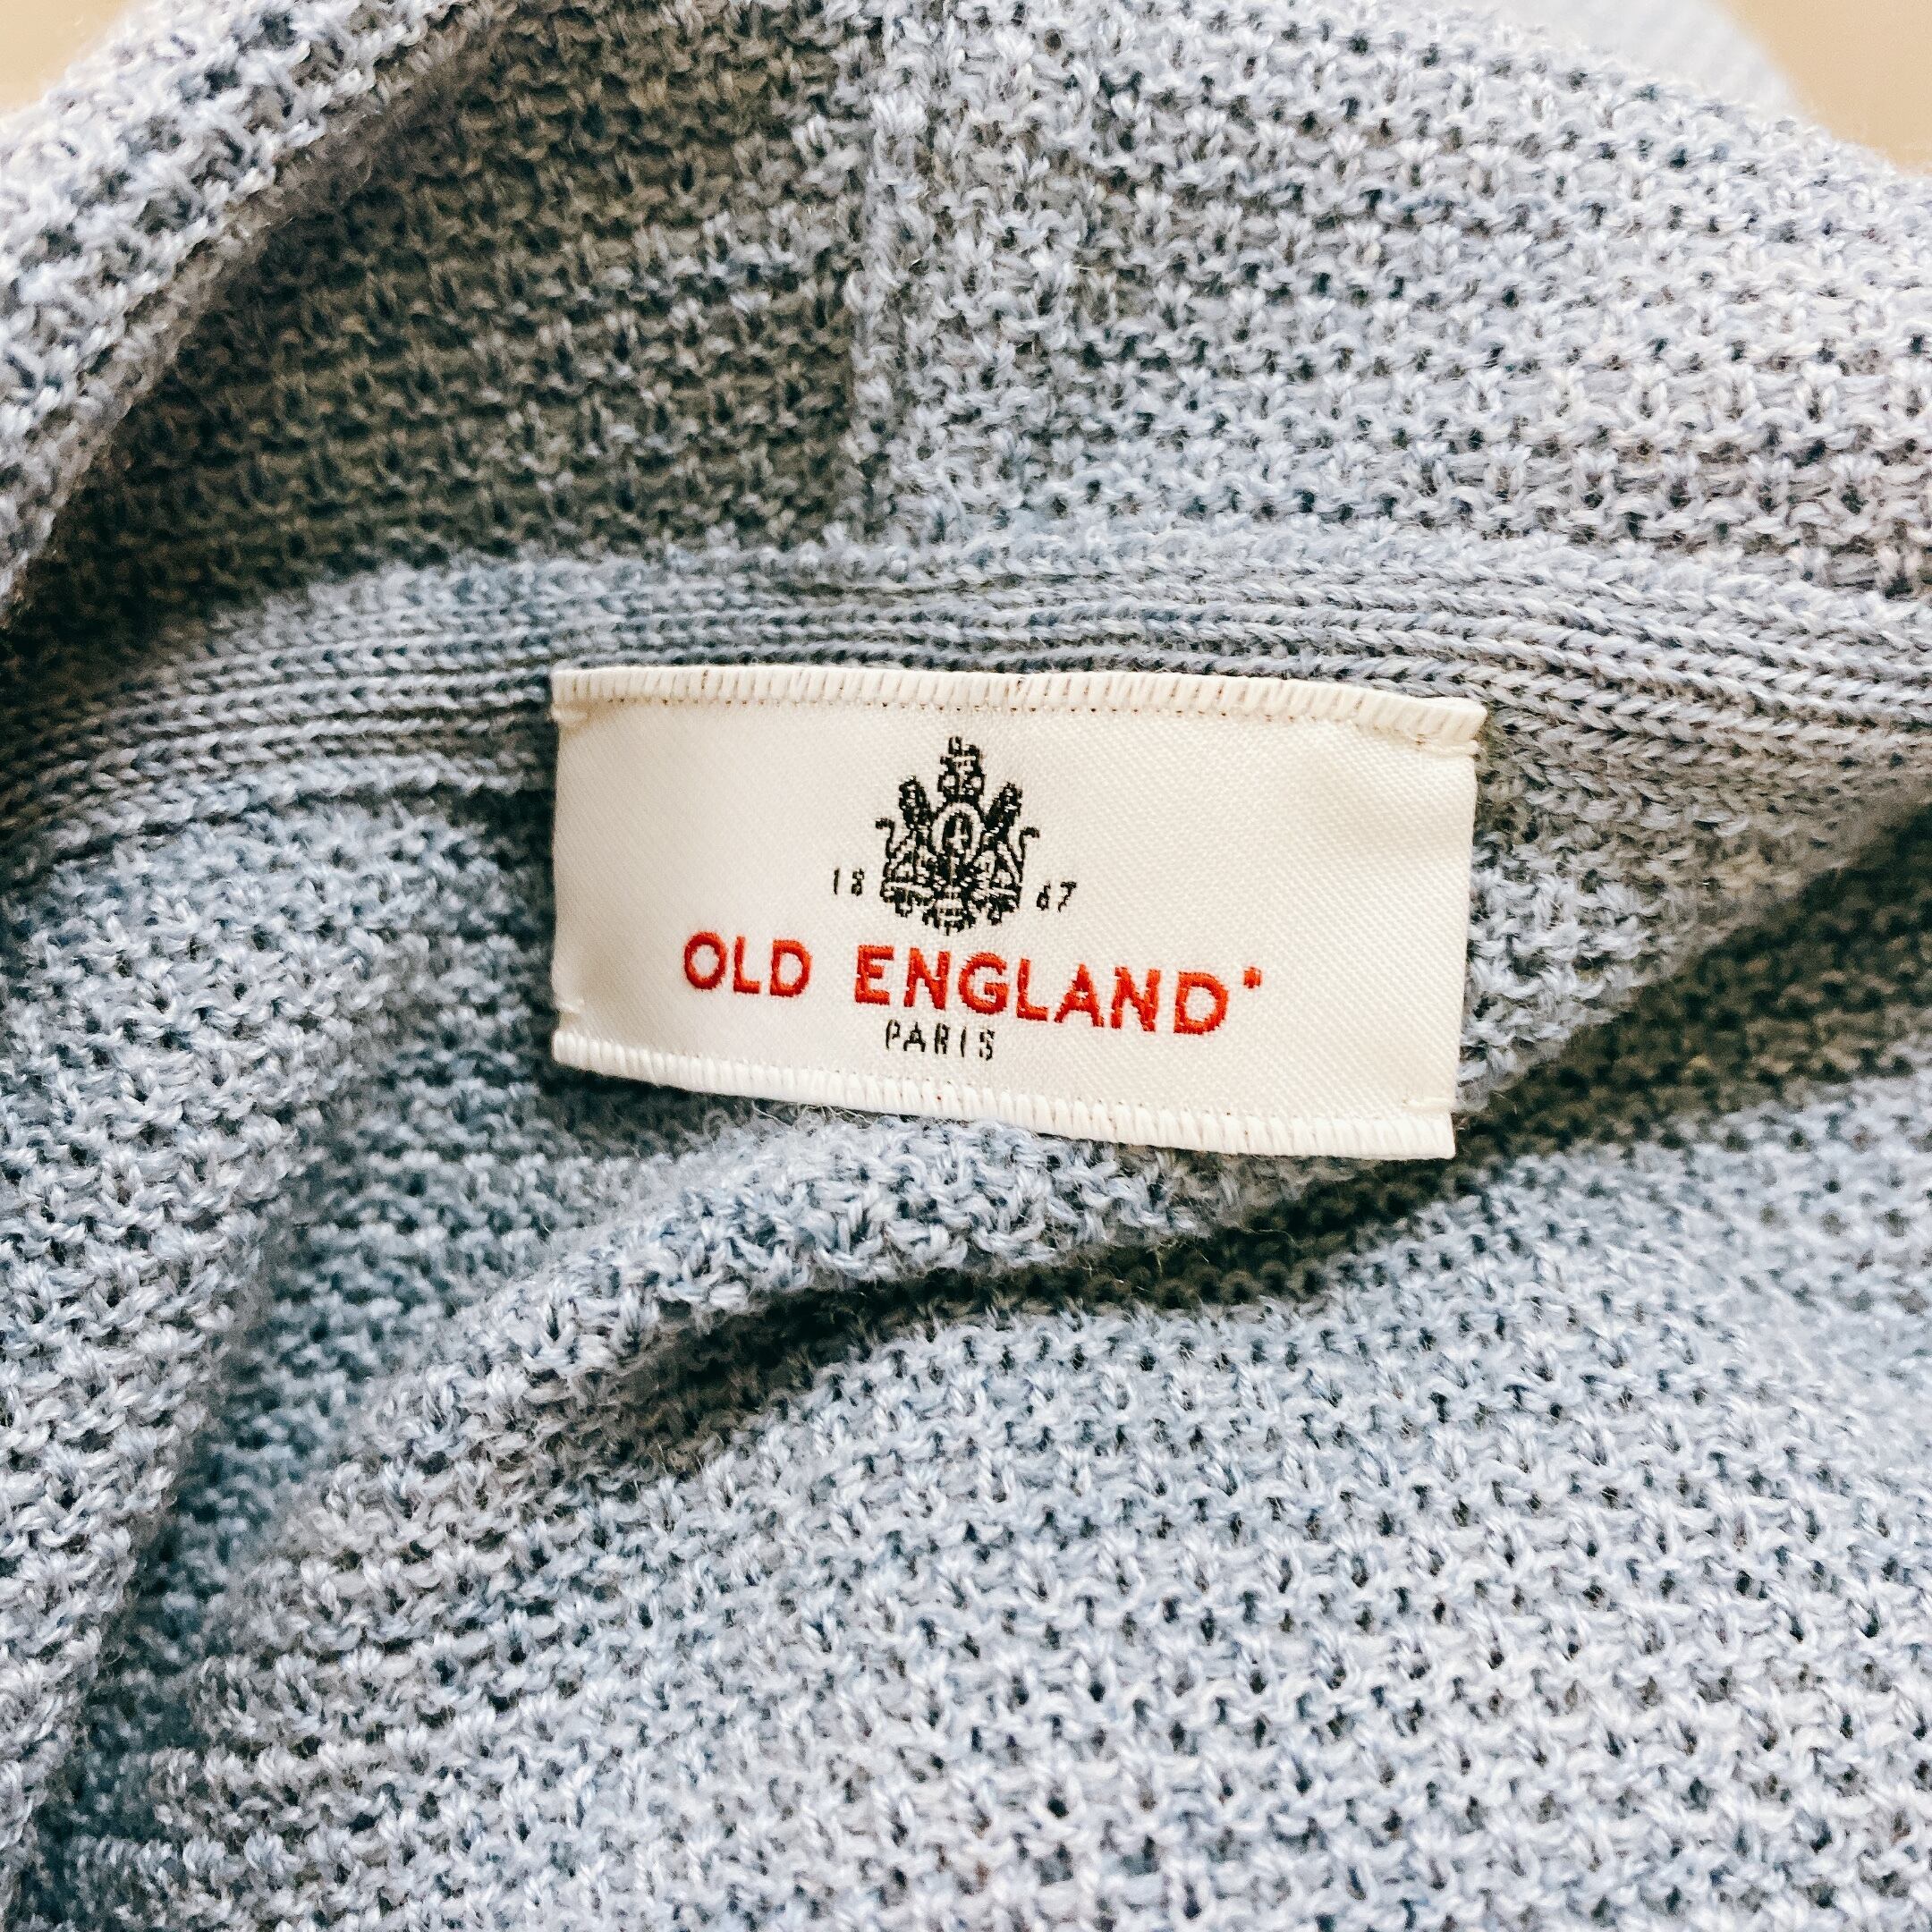 18 67
OLD ENGLAND
PARIS